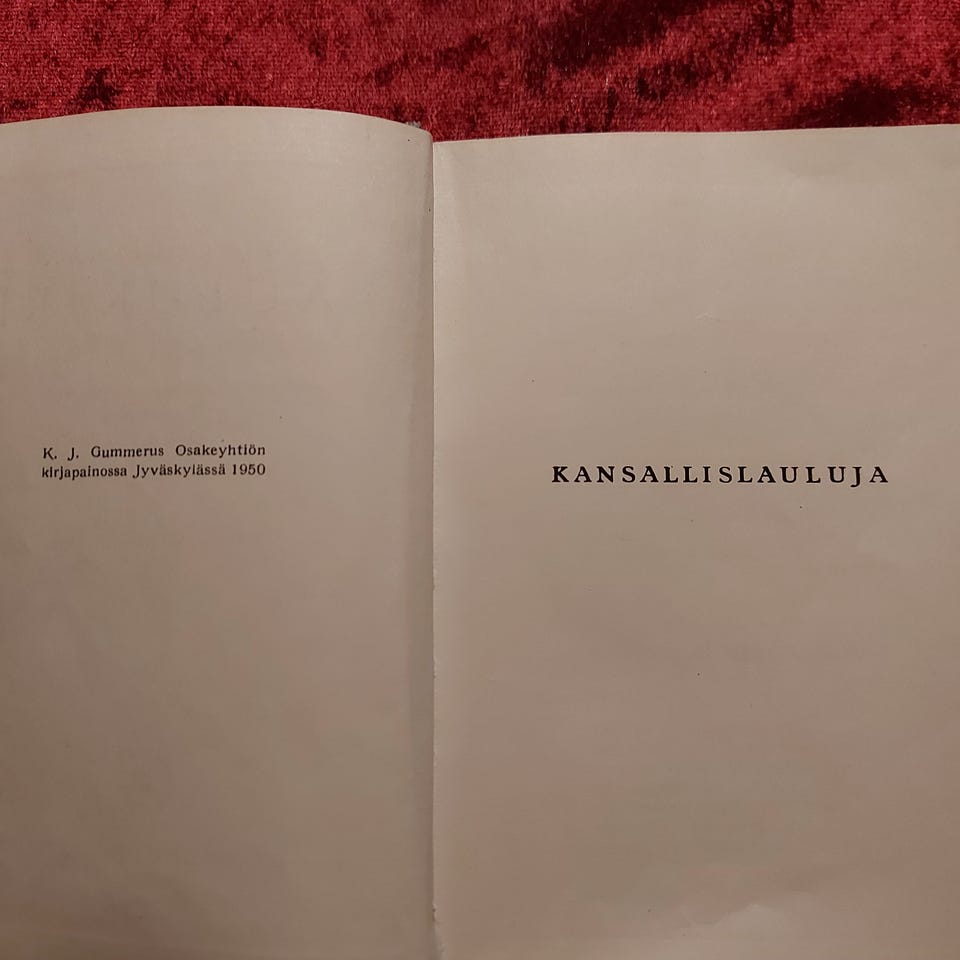 K. J. Gummerus Osakeyhtiön
kirjapainossa Jyväskylässä 1950
KANSALLISLAULUJA